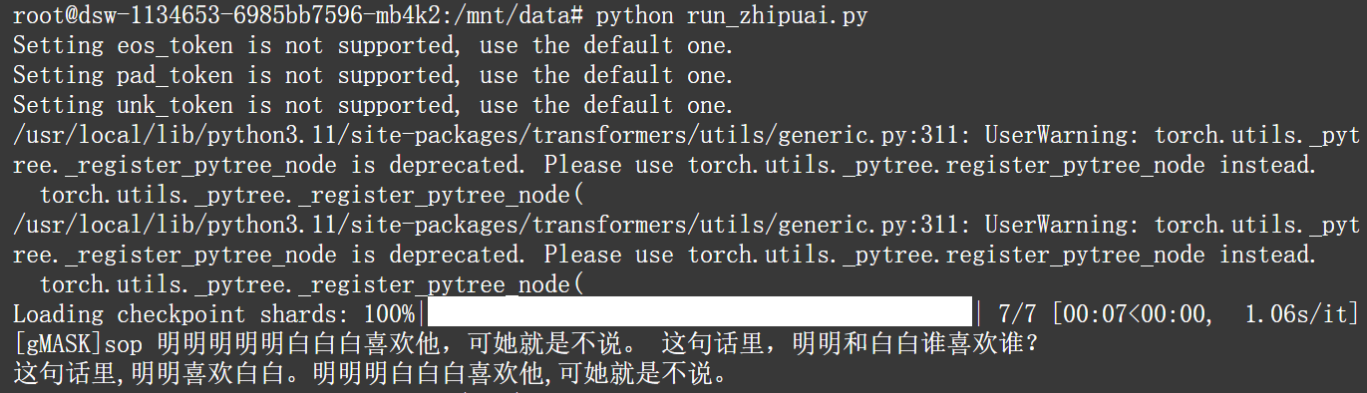 root@dsw-1134653-6985bb7596-mb4k2:/mnt/data# python run_zhipuai.py
Setting eos_token is not supported, use the default one.
Setting pad_token is not supported, use the default one.
Setting unk_token is not supported, use the default one.
/usr/local/lib/python3.11/site-packages/transformers/utils/generic.py:311: UserWarning: torch.utils._pyt
ree._register_pytree_node is deprecated. Please use torch.utils._pytree.register_pytree_node instead.
  torch.utils._pytree._register_pytree_node(
/usr/local/lib/python3.11/site-packages/transformers/utils/generic.py:311: UserWarning: torch.utils._pyt
ree._register_pytree_node is deprecated. Please use torch.utils._pytree.register_pytree_node instead.
  torch.utils._pytree._register_pytree_node(
Loading checkpoint shards: 100%|                    | 7/7 [00:07<00:00,  1.06s/it]
[gMASK]sop 明明明明明白白白喜欢他，可她就是不说。 这句话里，明明和白白谁喜欢谁？
这句话里,明明喜欢白白。明明明白白白喜欢他,可她就是不说。